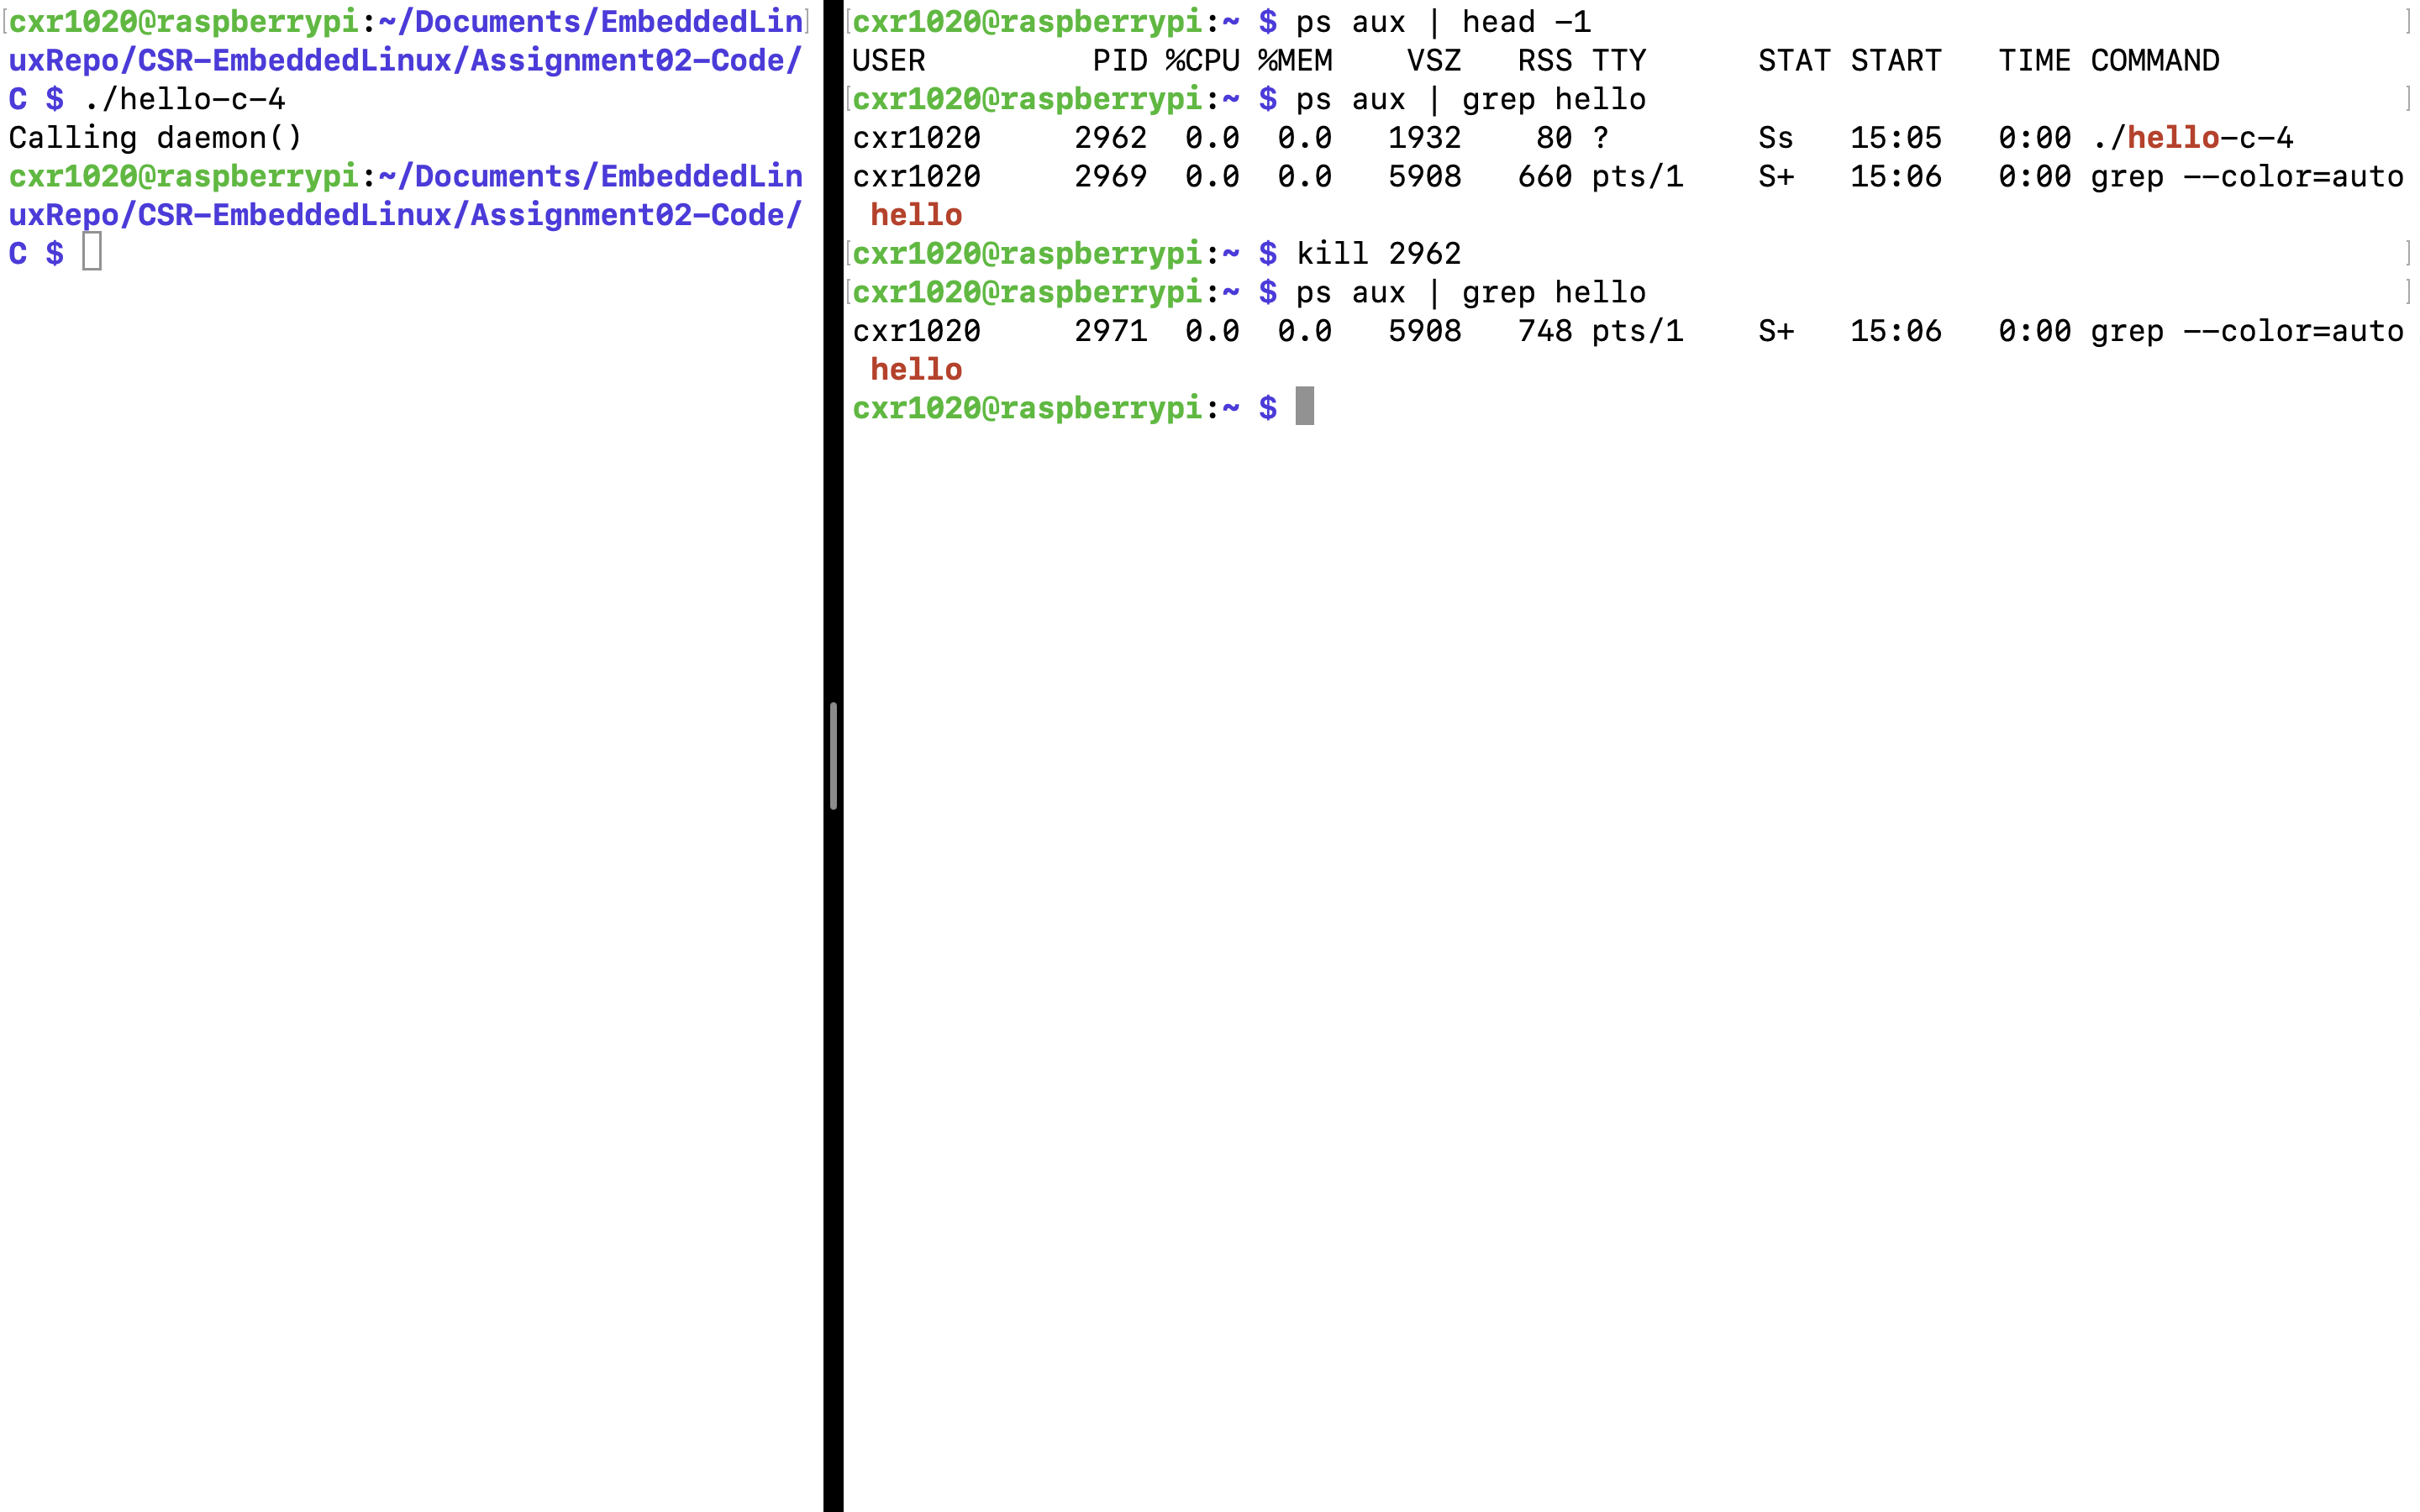 cxr1020@raspberrypi:~/Documents/EmbeddedLin
uxRepo/CSR-EmbeddedLinux/Assignment02-Code/
C $ ./hello-c-4
Calling daemon()
cxr1020@raspberrypi:~/Documents/EmbeddedLin
uxRepo/CSR-EmbeddedLinux/Assignment02-Code/
C $
cxr1020@raspberrypi:~ $ ps aux | head -1
USER         PID %CPU %MEM    VSZ   RSS TTY      STAT START   TIME COMMAND
cxr1020@raspberrypi:~ $ ps aux | grep hello
cxr1020     2962  0.0  0.0   1932    80 ?        Ss   15:05   0:00 ./hello-c-4
cxr1020     2969  0.0  0.0   5908   660 pts/1    S+   15:06   0:00 grep --color=auto
 hello
cxr1020@raspberrypi:~ $ kill 2962
cxr1020@raspberrypi:~ $ ps aux | grep hello
cxr1020     2971  0.0  0.0   5908   748 pts/1    S+   15:06   0:00 grep --color=auto
 hello
cxr1020@raspberrypi:~ $